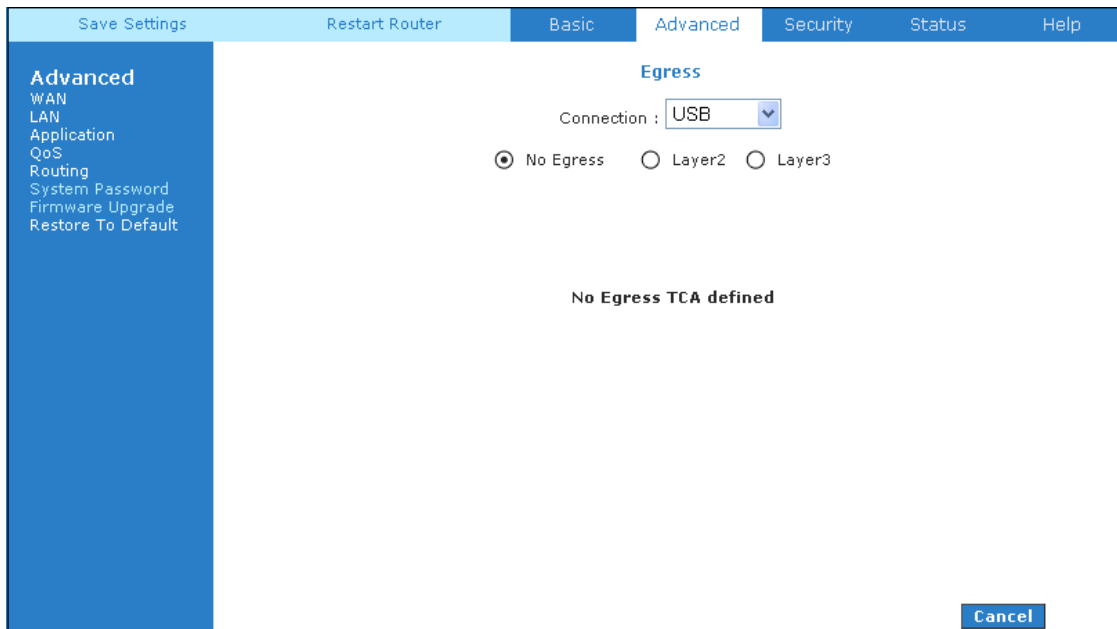 Save Settings Restart Router Basic Advanced Security Status Help
Advanced
WAN
LAN
Application
QoS
Routing
System Password
Firmware Upgrade
Restore To Default
Egress
Connection : USB
No Egress Layer2 Layer3
No Egress TCA defined
Cancel